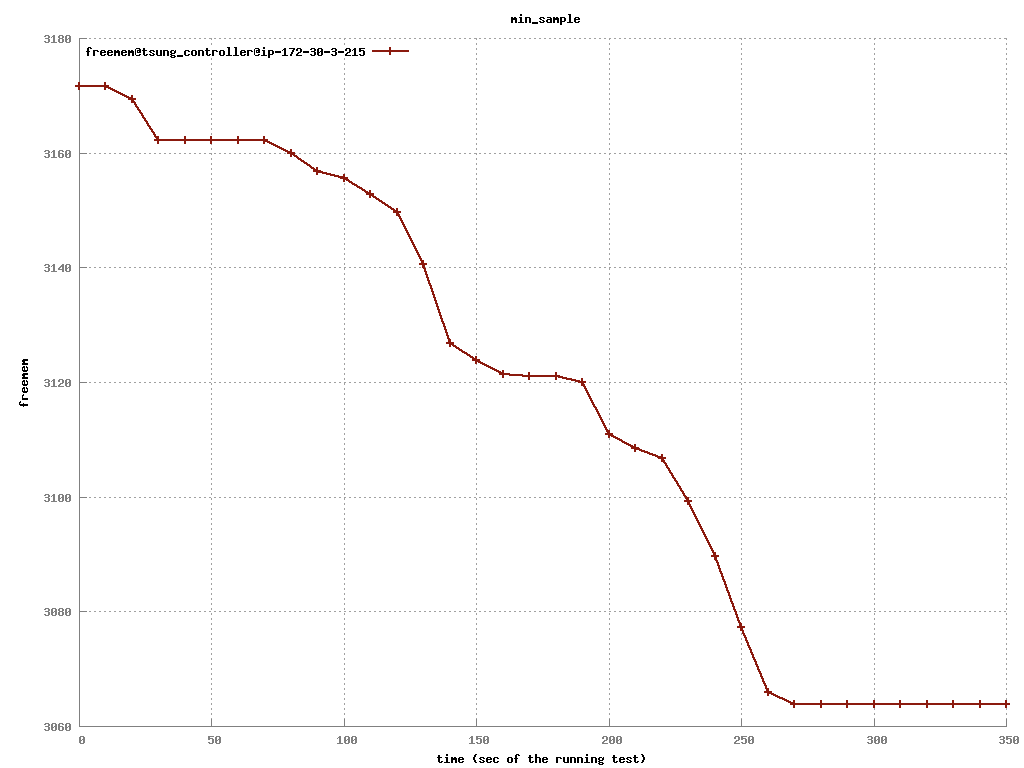 min_sample
freemem@tsung_controller@ip-172-30-3-215
3180
3160
3140
3120
3100
3080
3060
freemem
0 50 100 150 200 250 300 350
time (sec of the running test)